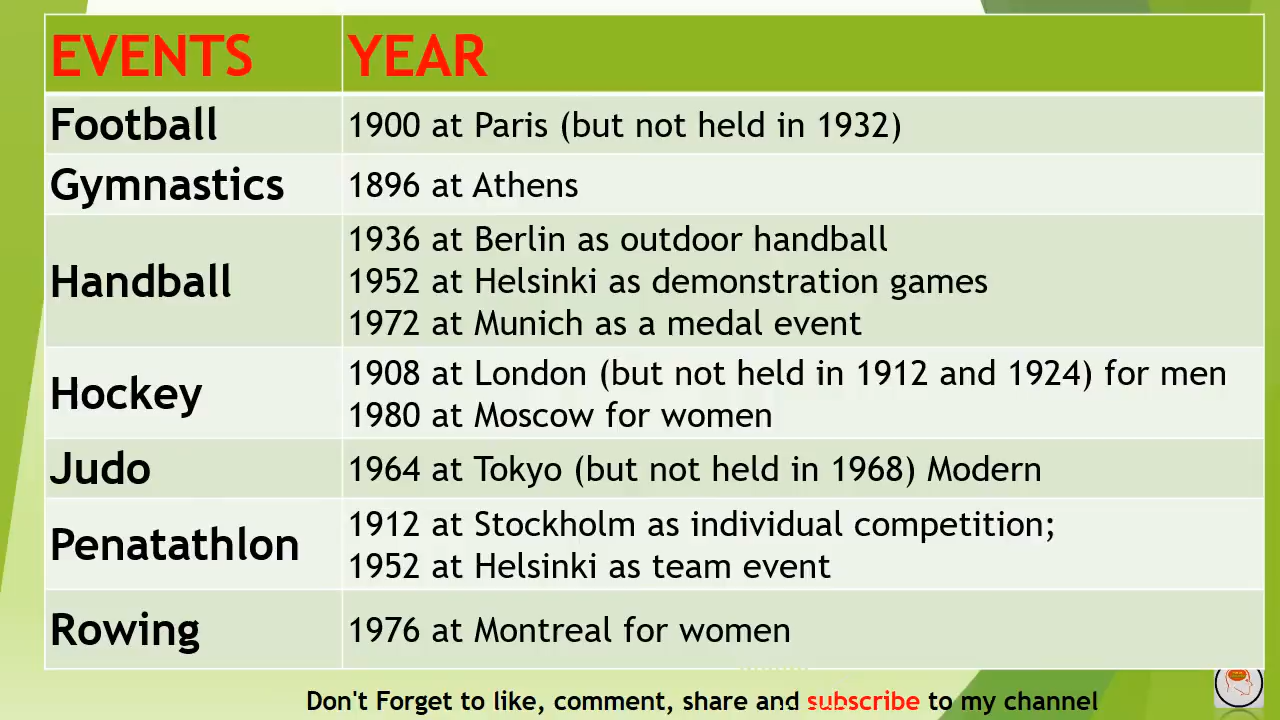 EVENTS YEAR
Football 1900 at Paris (but not held in 1932)
Gymnastics 1896 at Athens
Handball 1936 at Berlin as outdoor handball
1952 at Helsinki as demonstration games
1972 at Munich as a medal event
Hockey 1908 at London (but not held in 1912 and 1924) for men
1980 at Moscow for women
Judo 1964 at Tokyo (but not held in 1968) Modern
Penatathlon 1912 at Stockholm as individual competition;
1952 at Helsinki as team event
Rowing 1976 at Montreal for women
Don't Forget to like, comment, share and subscribe to my channel